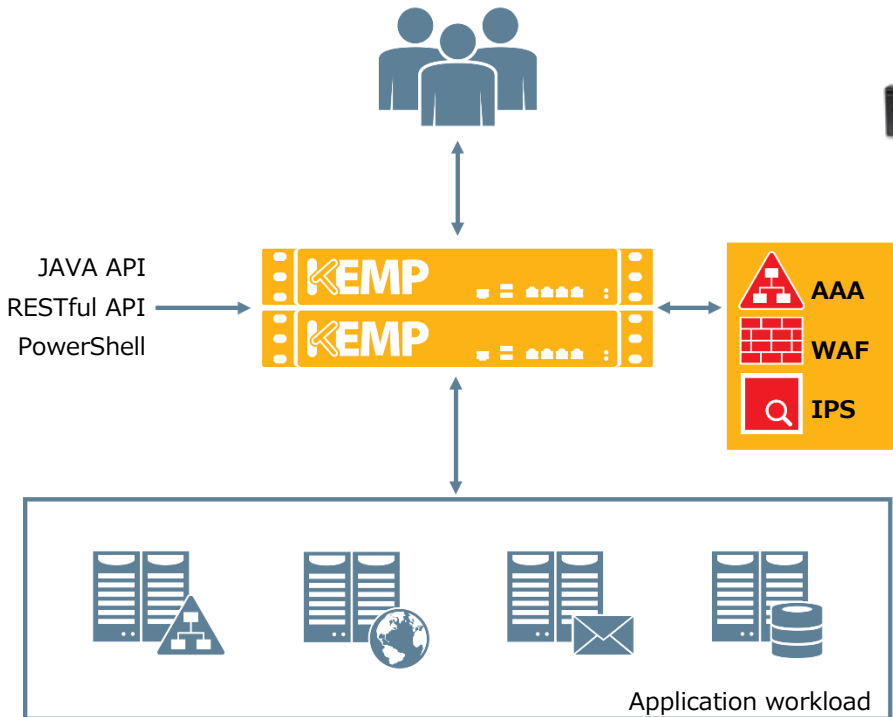 JAVA API
RESTful API
PowerShell
KEMP
KEMP
AAA
WAF
IPS
Application workload